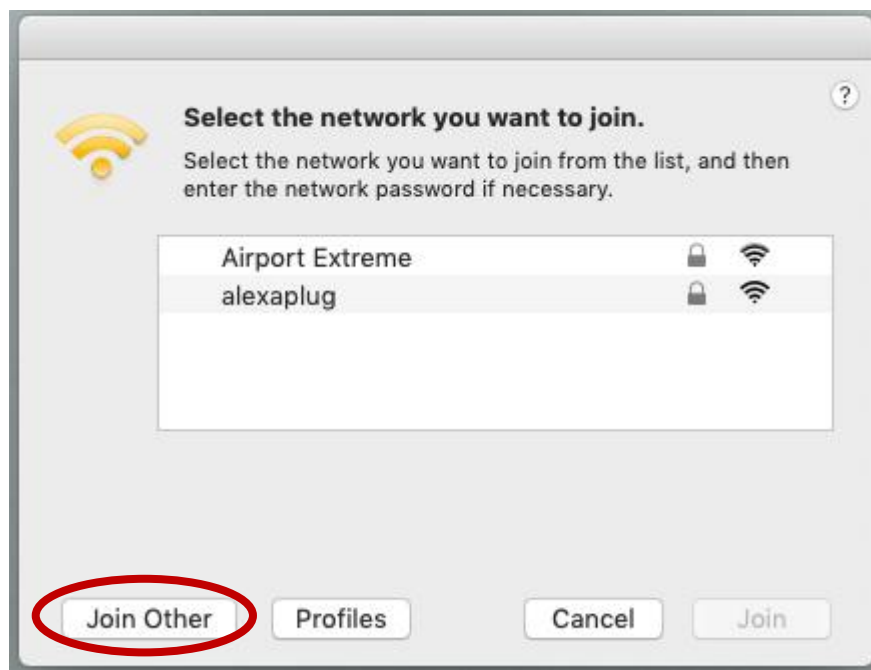 ?
Select the network you want to join.
Select the network you want to join from the list, and then
enter the network password if necessary.
Airport Extreme
alexaplug
Join Other Profiles Cancel Join